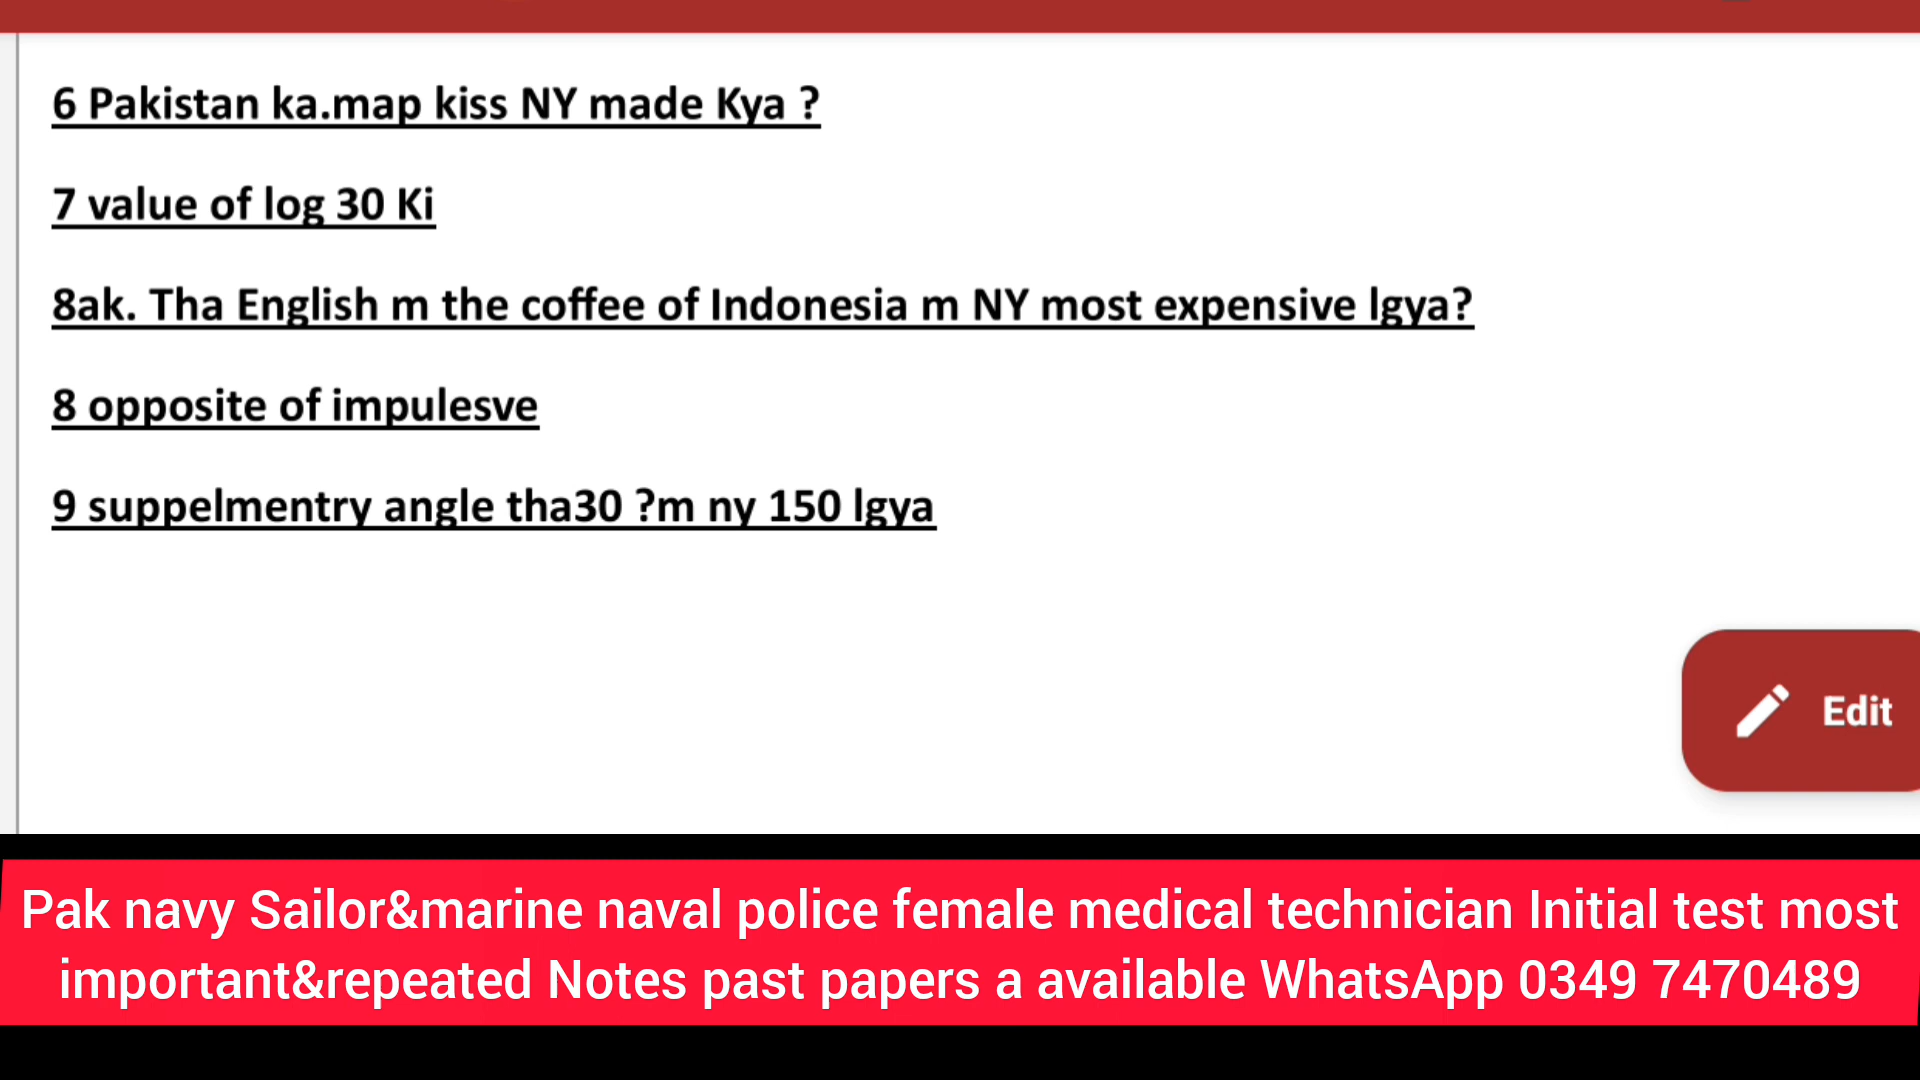 6 Pakistan ka.map kiss NY made Kya ?
7 value of log 30 Ki
8ak. Tha English m the coffee of Indonesia m NY most expensive lgya?
8 opposite of impulesve
9 suppelmentry angle tha30 ?m ny 150 lgya
Edit
Pak navy Sailor&marine naval police female medical technician Initial test most
important&repeated Notes past papers a available WhatsApp 0349 7470489